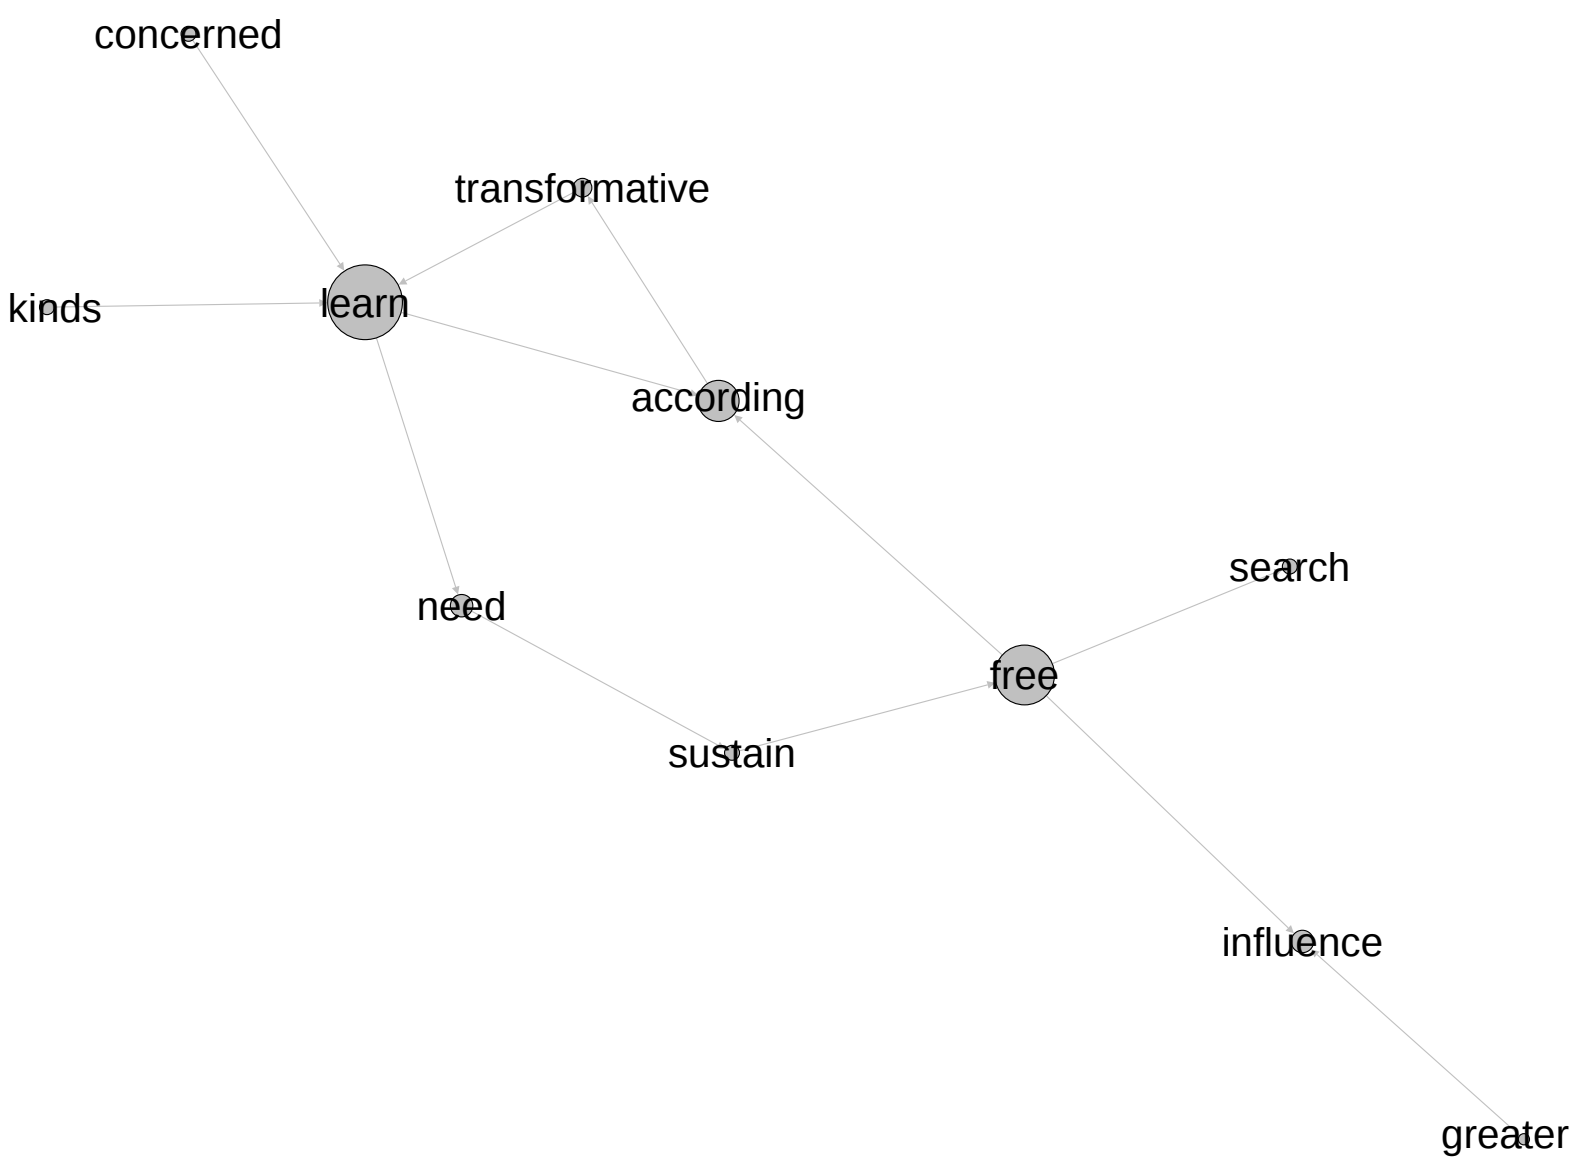 concerned
transformative
kinds
learn
according
search
need
free
sustain
influence
greater